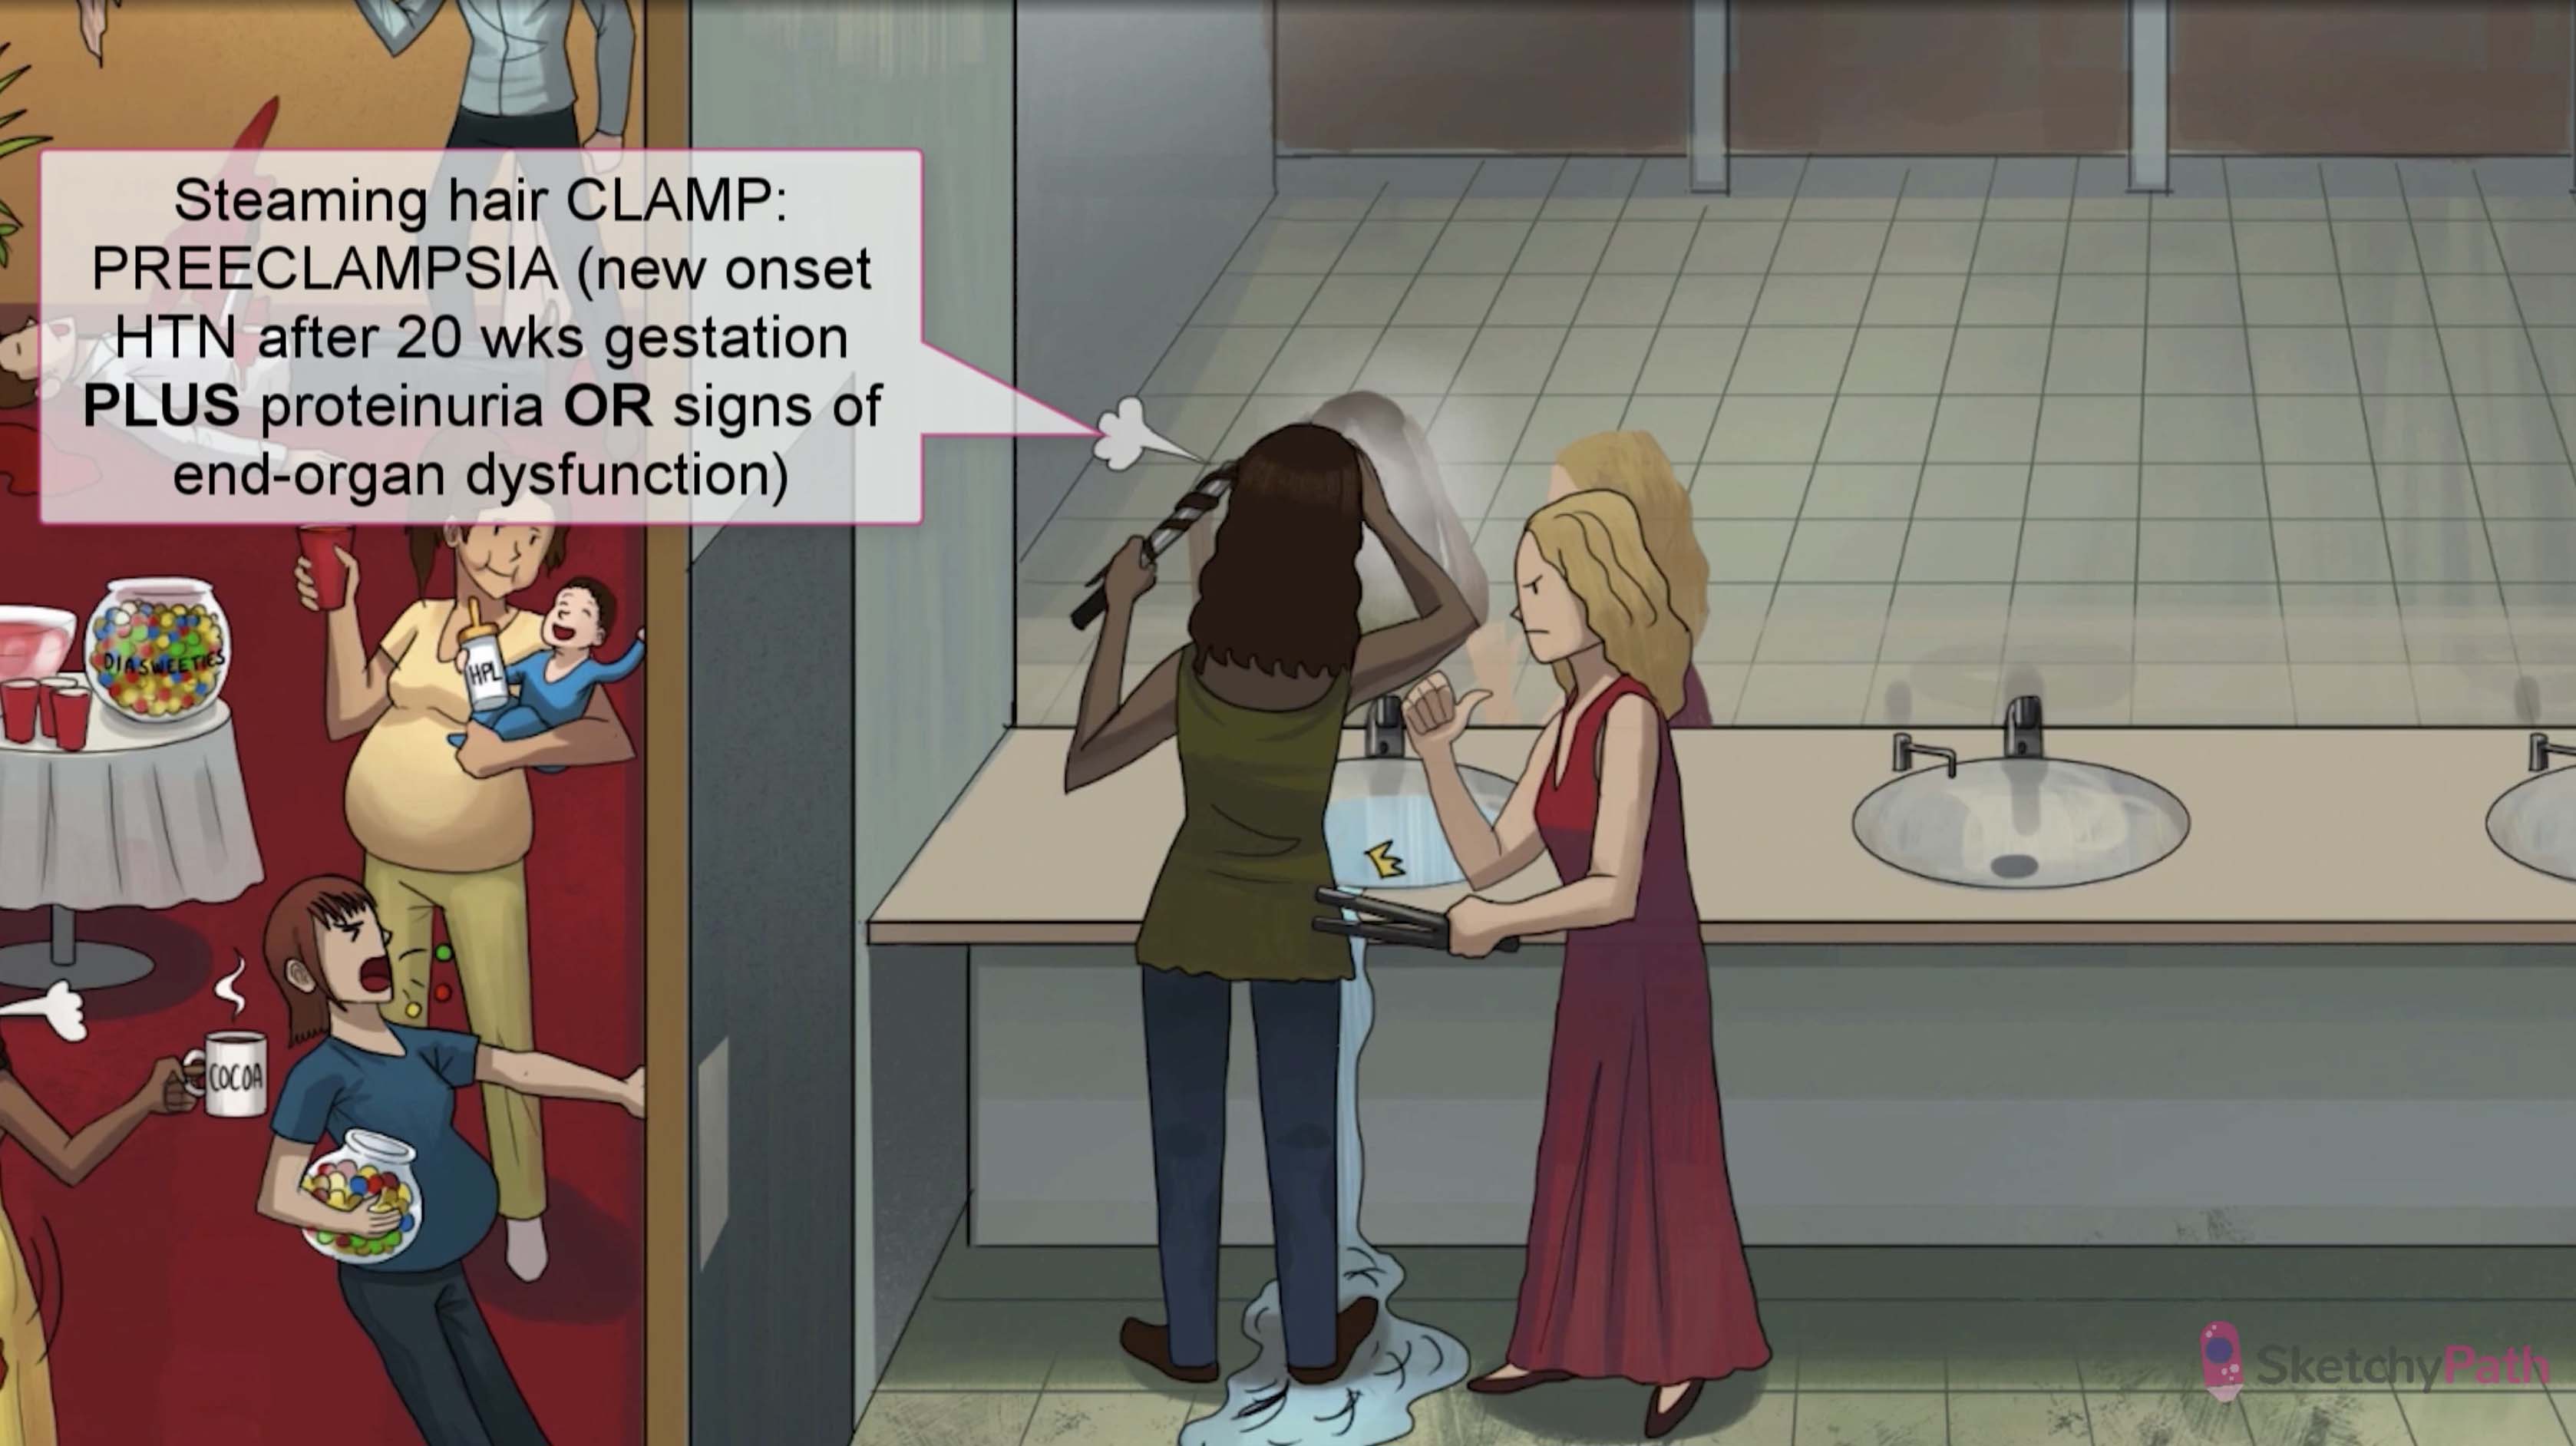 Steaming hair CLAMP:
PREECLAMPSIA (new onset
HTN after 20 wks gestation
PLUS proteinuria OR signs of
end-organ dysfunction)
DIASWEETIES
HPL
COCOA
SketchyPath